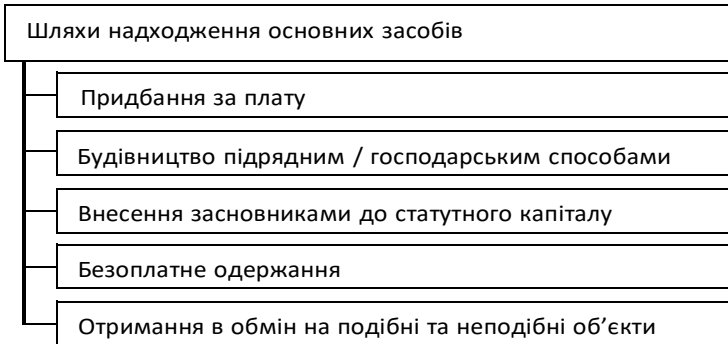 Шляхи надходження основних засобів
Придбання за плату
Будівництво підрядним / господарським способами
Внесення засновниками до статутного капіталу
Безоплатне одержання
Отримання в обмін на подібні та неподібні об’єкти